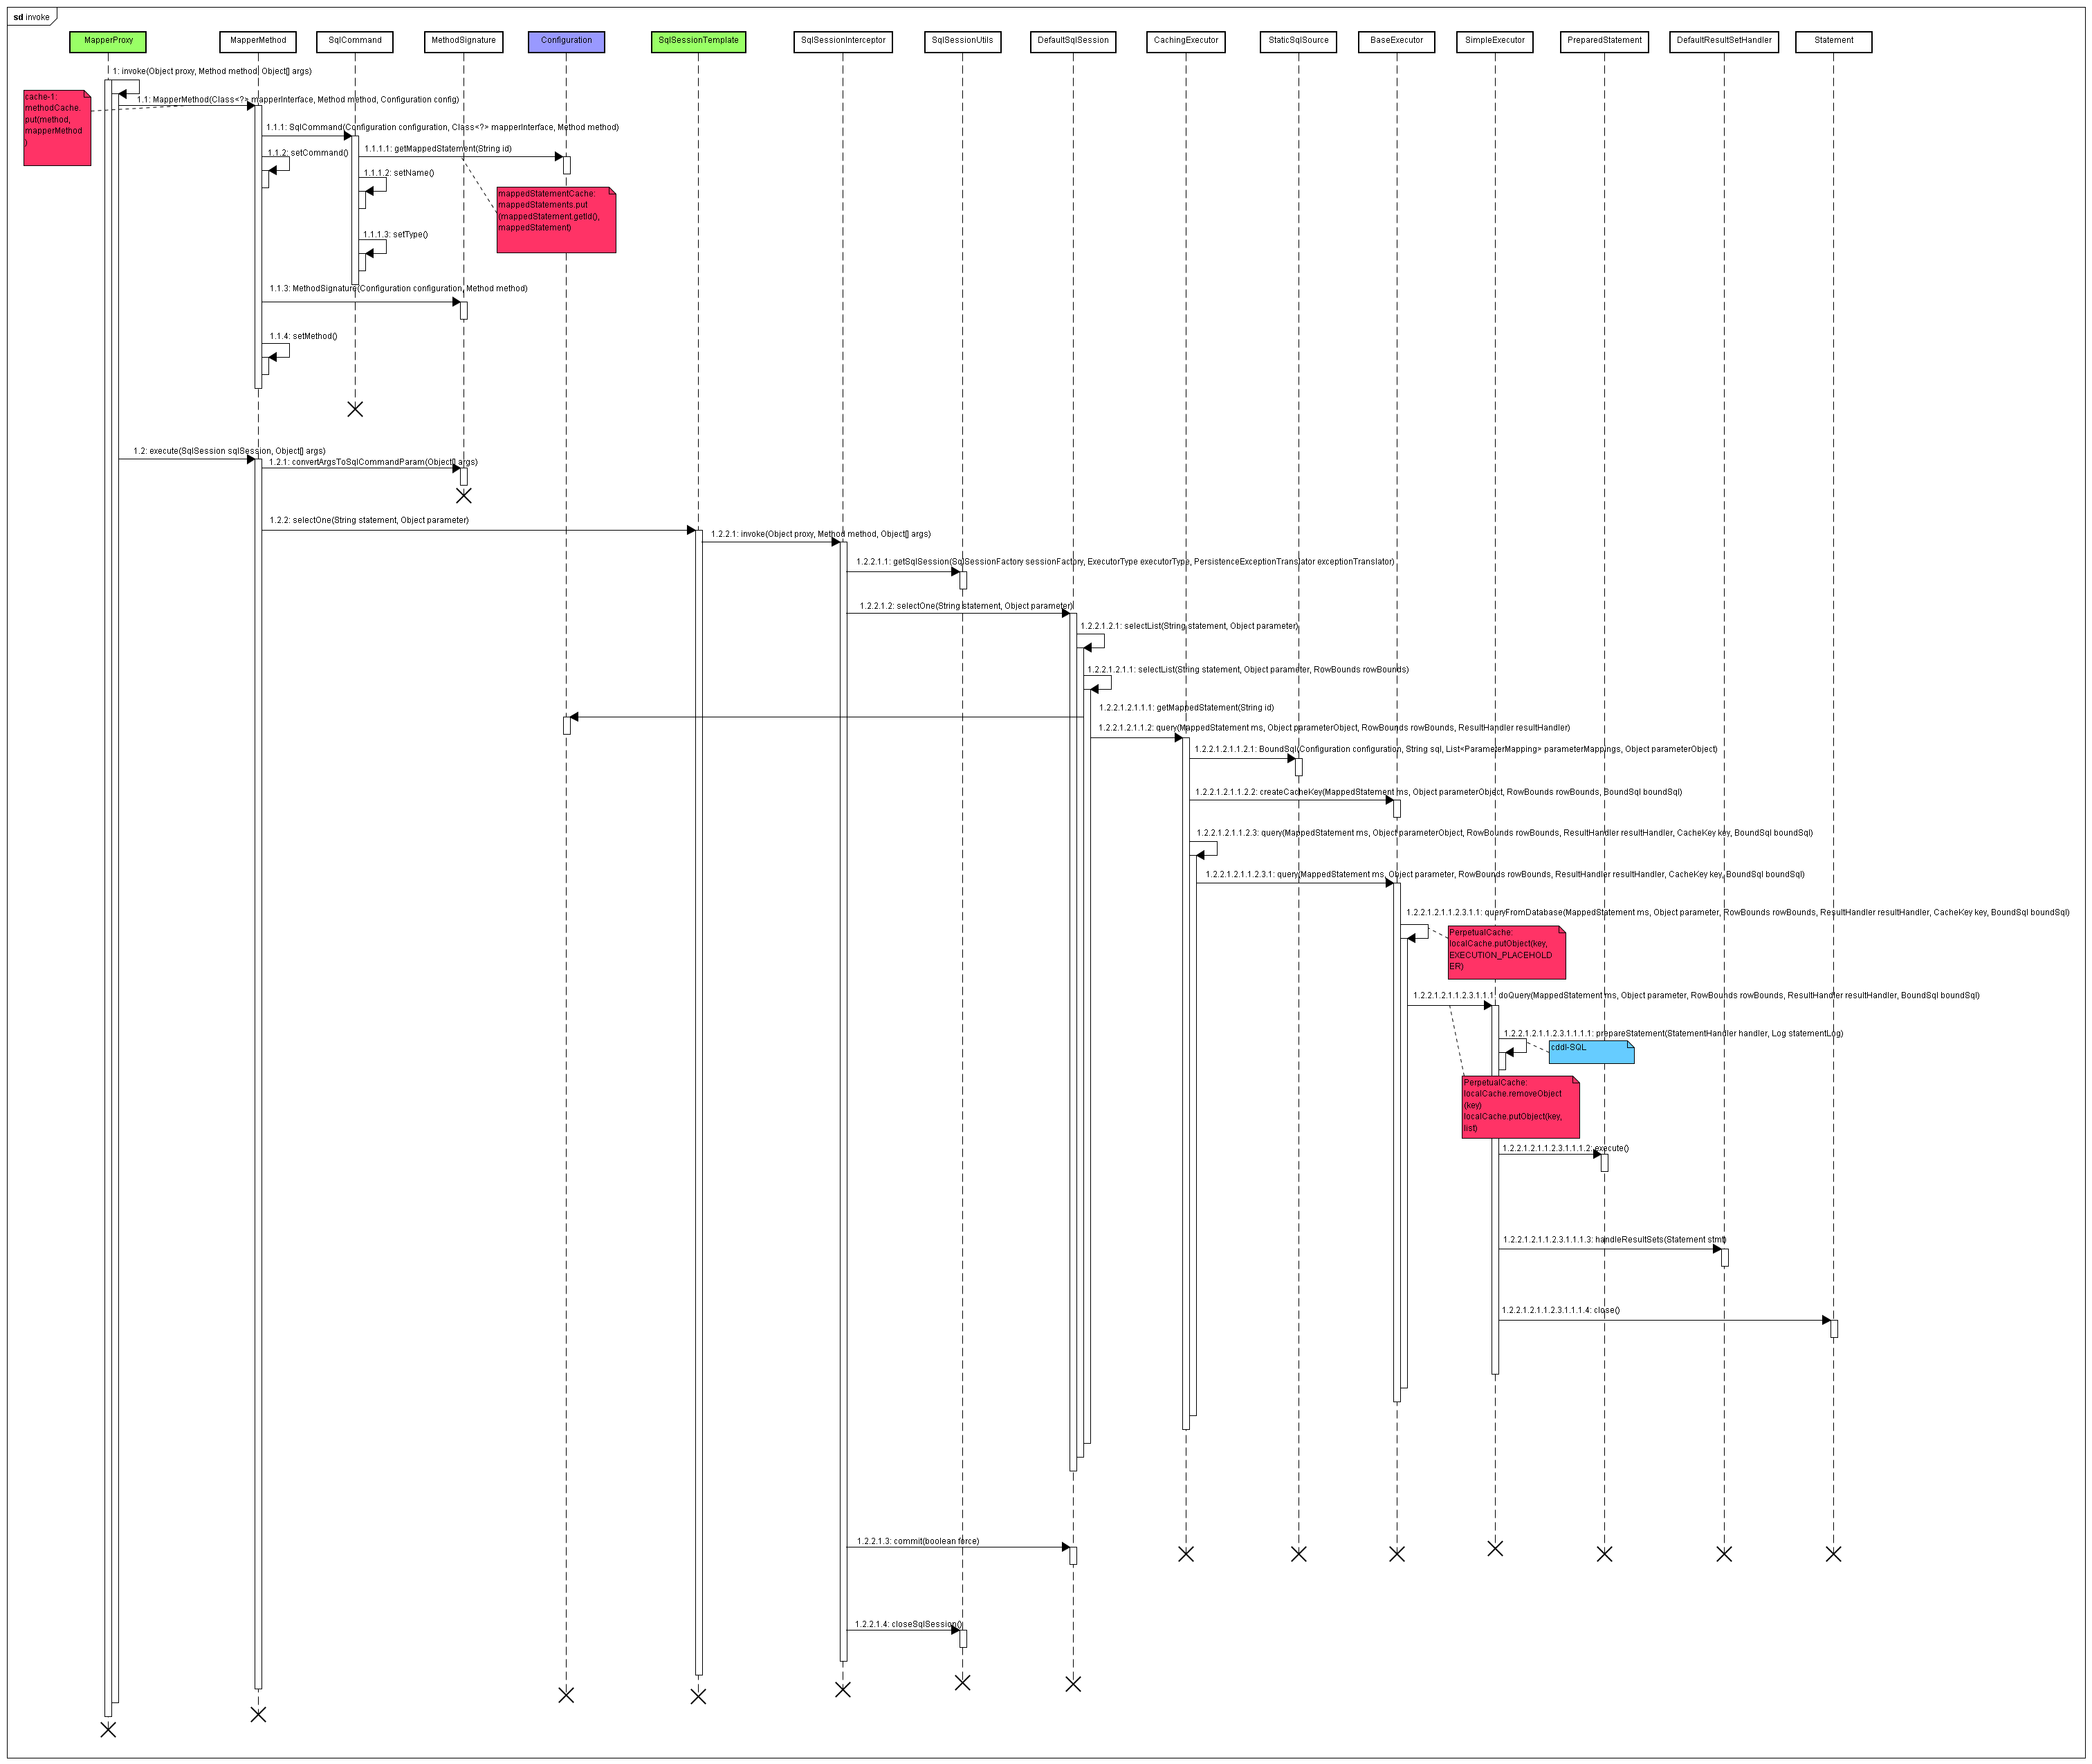 sd invoke
MapperProxy
MapperMethod
SqlCommand
MethodSignature
Configuration
SqlSessionTemplate
SqlSessionInterceptor
SqlSessionUtils
DefaultSqlSession
CachingExecutor
StaticSqlSource
BaseExecutor
SimpleExecutor
PreparedStatement
DefaultResultSetHandler
Statement
1: invoke(Object proxy, Method method, Object[] args)
cache-1:
methodCache.
put(method,
mapperMethod
)
1.1: MapperMethod(Class<?> mapperInterface, Method method, Configuration config)
1.1.1: SqlCommand(Configuration configuration, Class<?> mapperInterface, Method method)
1.1.2: setCommand()
1.1.1.1: getMappedStatement(String id)
1.1.1.2: setName()
mappedStatementCache:
mappedStatements.put
(mappedStatement.getId(),
mappedStatement)
1.1.1.3: setType()
1.1.3: MethodSignature(Configuration configuration, Method method)
1.1.4: setMethod()
1.2: execute(SqlSession sqlSession, Object[] args)
1.2.1: convertArgsToSqlCommandParam(Object[] args)
1.2.2: selectOne(String statement, Object parameter)
1.2.2.1: invoke(Object proxy, Method method, Object[] args)
1.2.2.1.1: getSqlSession(SqlSessionFactory sessionFactory, ExecutorType executorType, PersistenceExceptionTranslator exceptionTranslator)
1.2.2.1.2: selectOne(String statement, Object parameter)
1.2.2.1.2.1: selectList(String statement, Object parameter)
1.2.2.1.2.1.1: selectList(String statement, Object parameter, RowBounds rowBounds)
1.2.2.1.2.1.1.1: getMappedStatement(String id)
1.2.2.1.2.1.1.2: query(MappedStatement ms, Object parameterObject, RowBounds rowBounds, ResultHandler resultHandler)
1.2.2.1.2.1.1.2.1: BoundSql(Configuration configuration, String sql, List<ParameterMapping> parameterMappings, Object parameterObject)
1.2.2.1.2.1.1.2.2: createCacheKey(MappedStatement ms, Object parameterObject, RowBounds rowBounds, BoundSql boundSql)
1.2.2.1.2.1.1.2.3: query(MappedStatement ms, Object parameterObject, RowBounds rowBounds, ResultHandler resultHandler, CacheKey key, BoundSql boundSql)
1.2.2.1.2.1.1.2.3.1: query(MappedStatement ms, Object parameter, RowBounds rowBounds, ResultHandler resultHandler, CacheKey key, BoundSql boundSql)
1.2.2.1.2.1.1.2.3.1.1: queryFromDatabase(MappedStatement ms, Object parameter, RowBounds rowBounds, ResultHandler resultHandler, CacheKey key, BoundSql boundSql)
PerpetualCache:
localCache.putObject(key,
EXECUTION_PLACEHOLD
ER)
1.2.2.1.2.1.1.2.3.1.1.1: doQuery(MappedStatement ms, Object parameter, RowBounds rowBounds, ResultHandler resultHandler, BoundSql boundSql)
1.2.2.1.2.1.1.2.3.1.1.1.1: prepareStatement(StatementHandler handler, Log statementLog)
cddl-SQL
PerpetualCache:
localCache.removeObject
(key)
localCache.putObject(key,
list)
1.2.2.1.2.1.1.2.3.1.1.1.2: execute()
1.2.2.1.2.1.1.2.3.1.1.1.3: handleResultSets(Statement stmt)
1.2.2.1.2.1.1.2.3.1.1.1.4: close()
1.2.2.1.3: commit(boolean force)
1.2.2.1.4: closeSqlSession()